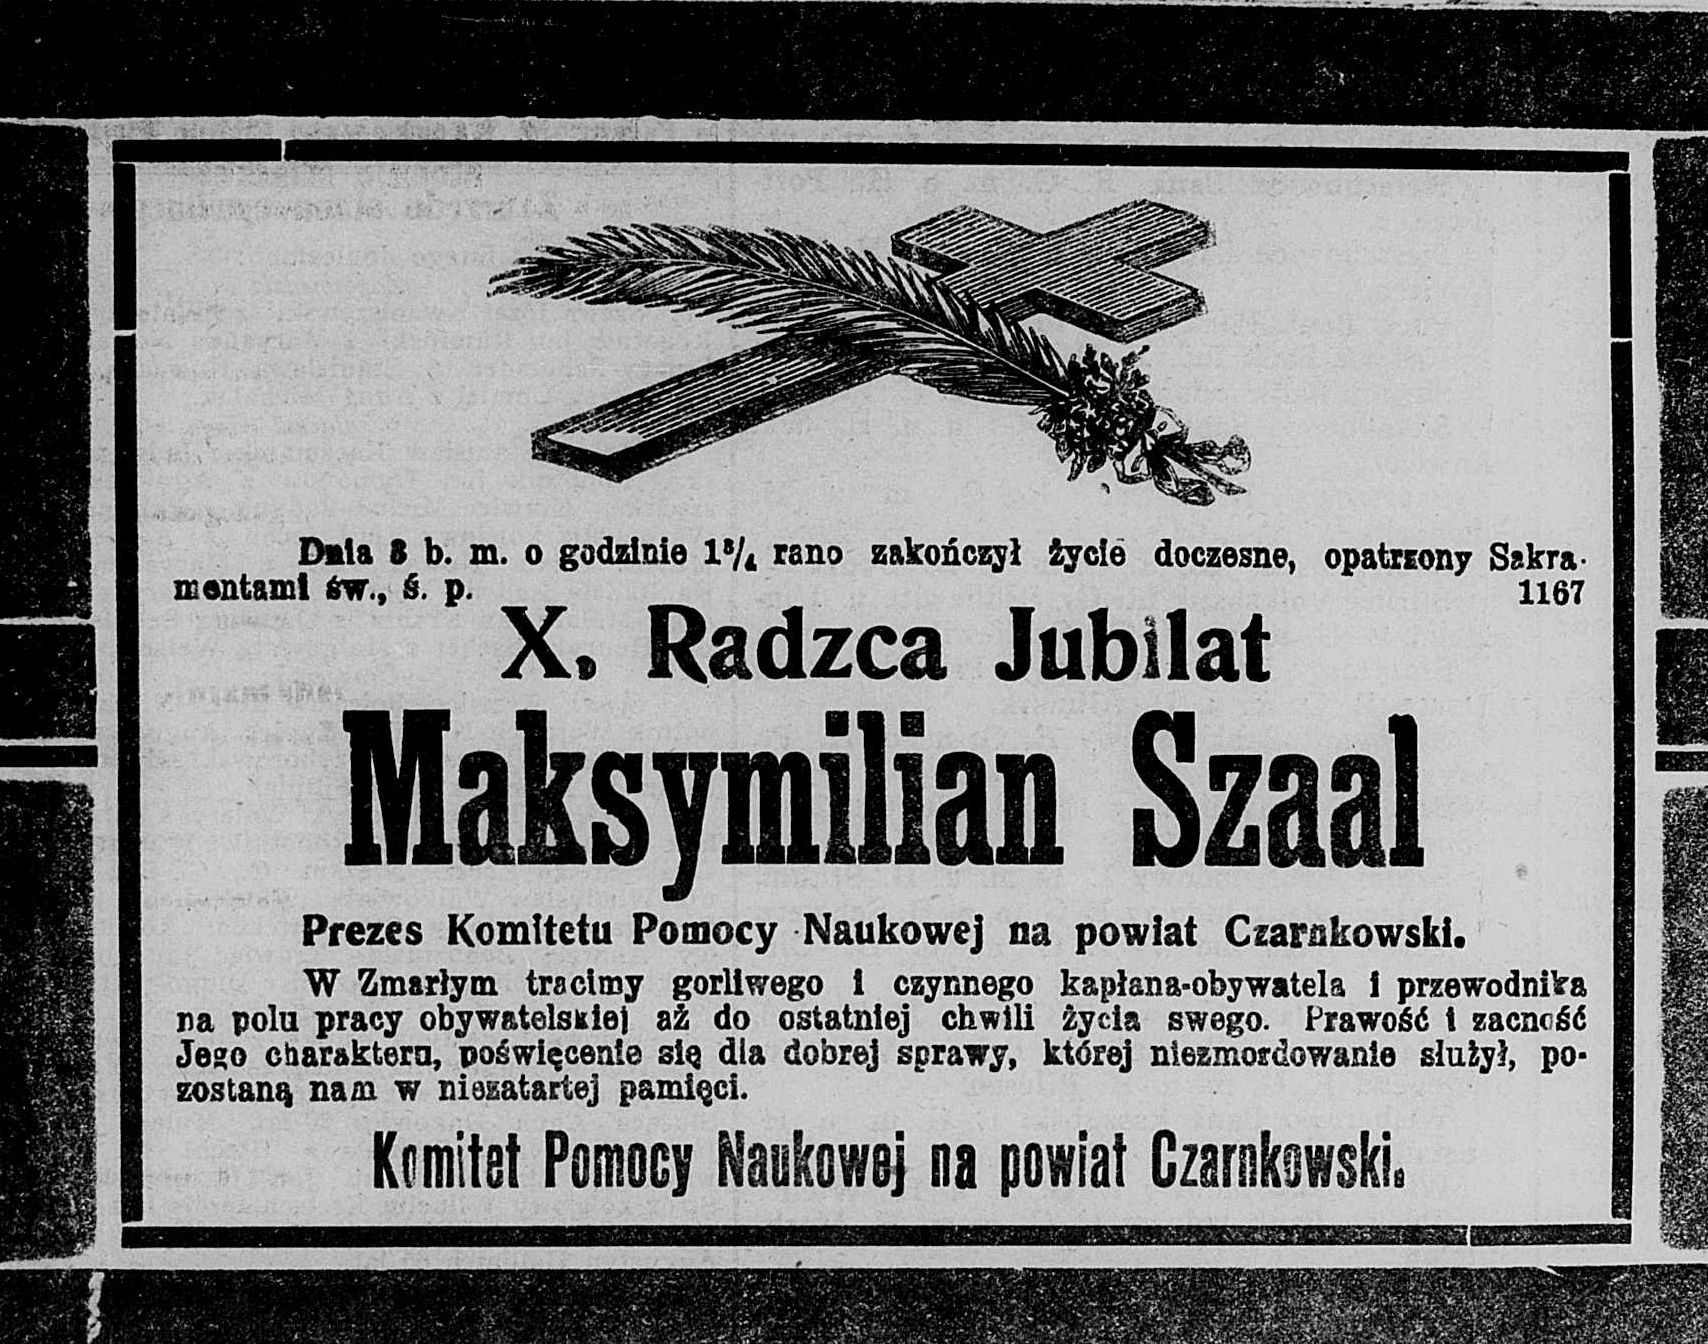 Dnia 8 b. m. o godzinie 1³/₄ rano zakończył życie doczesne, opatrzony Sakra-
mentami św., ś. p. 1167
X. Radzca Jubilat
Maksymilian Szaal
Prezes Komitetu Pomocy Naukowej na powiat Czarnkowski.
W Zmarłym tracimy gorliwego i czynnego kapłana-obywatela i przewodnika
na polu pracy obywatelskiej aż do ostatniej chwili życia swego. Prawość i zacność
Jego charakteru, poświęcenie się dla dobrej sprawy, której niezmordowanie służył, po-
zostaną nam w niezatartej pamięci.
Komitet Pomocy Naukowej na powiat Czarnkowski.